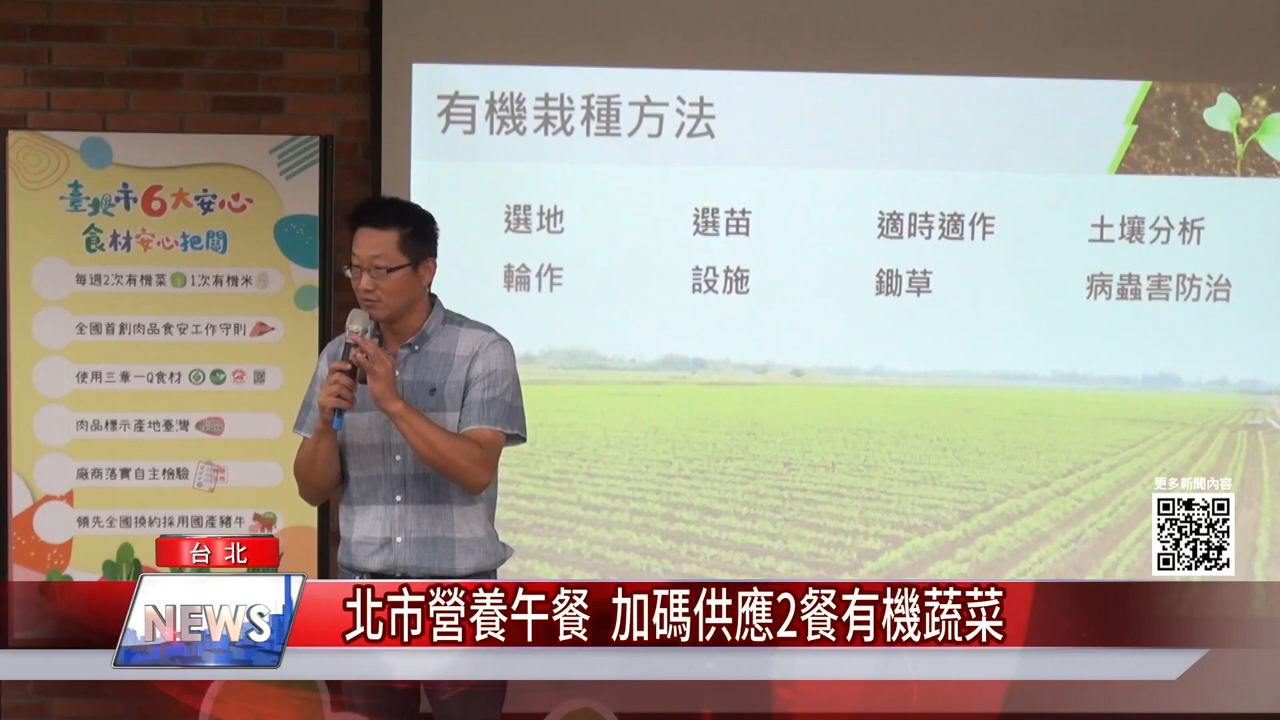 有機栽種方法
選地 選苗 適時適作 土壤分析
輪作 設施 鋤草 病蟲害防治
臺北市6大安心
食材安心把關
每週2次有機菜 1次有機米
全國首創肉品食安工作守則
使用三章一Q食材
肉品標示產地臺灣
廠商落實自主檢驗
領先全國換約採用國產豬牛
更多新聞內容
台北
NEWS
北市營養午餐 加碼供應2餐有機蔬菜